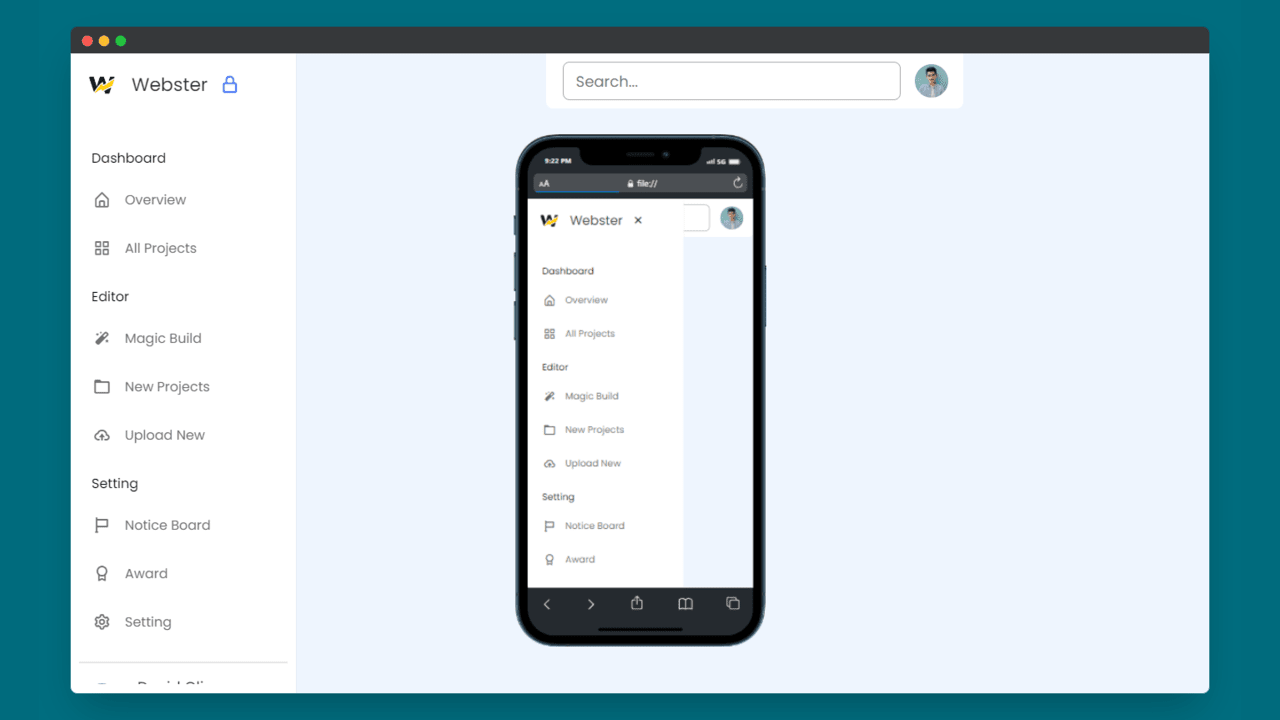 Webster
Search...
Dashboard
Overview
All Projects
Editor
Magic Build
New Projects
Upload New
Setting
Notice Board
Award
Setting
9:22 PM
5G
AA
file://
Webster
Dashboard
Overview
All Projects
Editor
Magic Build
New Projects
Upload New
Setting
Notice Board
Award